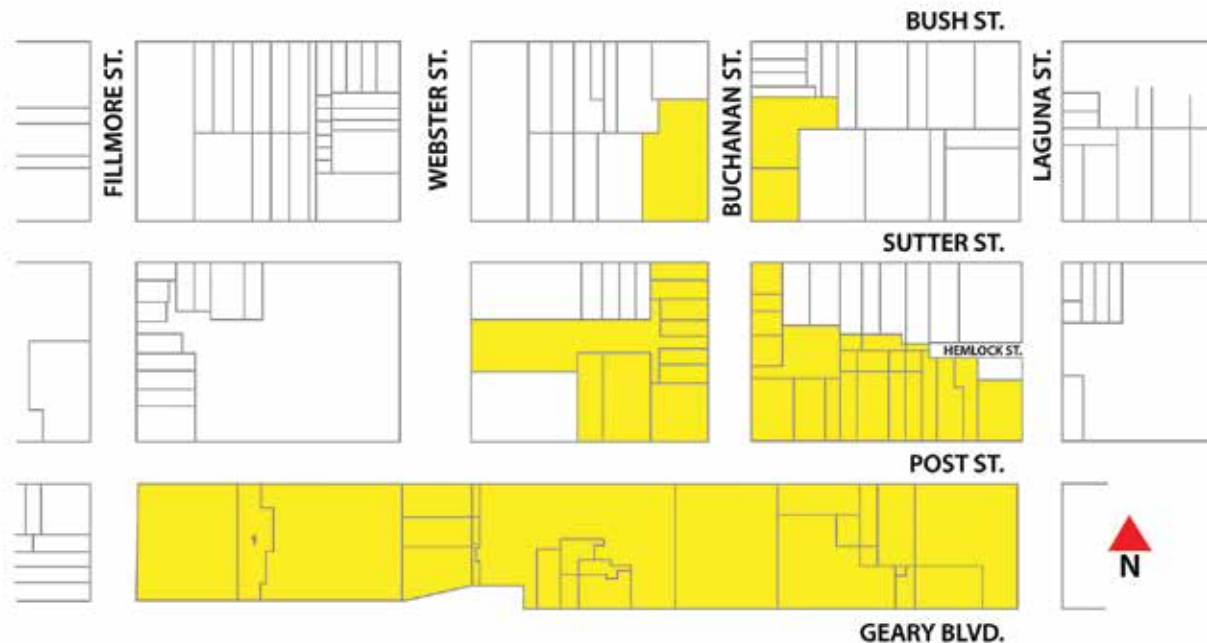 BUSH ST.
FILLMORE ST.
WEBSTER ST.
BUCHANAN ST.
LAGUNA ST.
SUTTER ST.
HEMLOCK ST.
POST ST.
N
GEARY BLVD.